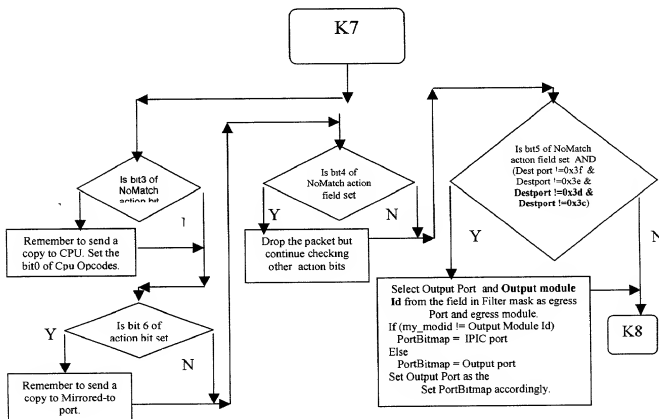 K7
Is bit3 of
NoMatch
action bit
Remember to send a
copy to CPU. Set the
bit0 of Cpu Opcodes.
Is bit 6 of
action bit set
Y
N
Remember to send a
copy to Mirrored-to
port.
Is bit4 of
NoMatch action
field set
Y
N
Drop the packet but
continue checking
other action bits
Is bit5 of NoMatch
action field set AND
(Dest port !=0x3f &
Destport !=0x3e &
Destport !=0x3d &
Destport !=0x3c)
Y
N
Select Output Port and Output module
Id from the field in Filter mask as egress
Port and egress module.
If (my_modid != Output Module Id)
PortBitmap = IPIC port
Else
PortBitmap = Output port
Set Output Port as the
Set PortBitmap accordingly.
K8